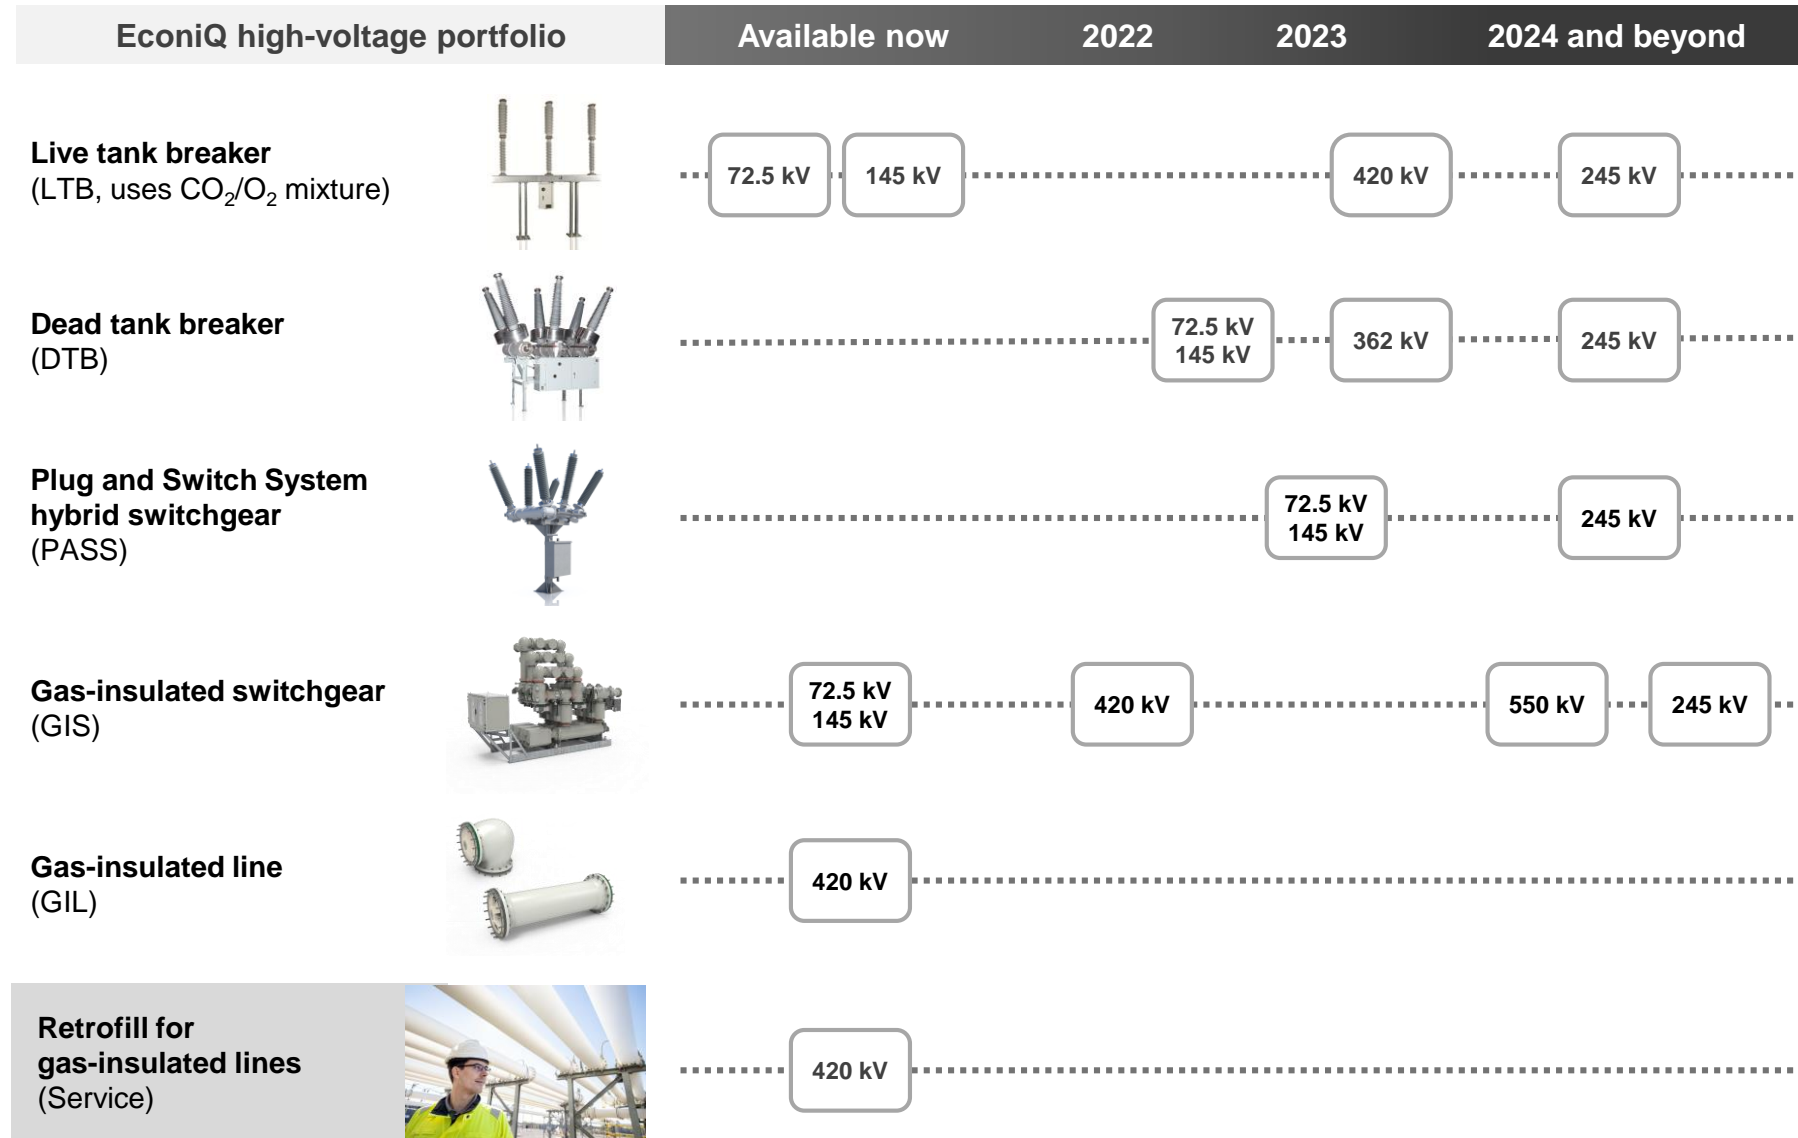 EconiQ high-voltage portfolio
Available now
2022
2023
2024 and beyond
Live tank breaker
(LTB, uses CO₂/O₂ mixture)
72.5 kV
145 kV
420 kV
245 kV
Dead tank breaker
(DTB)
72.5 kV
145 kV
362 kV
245 kV
Plug and Switch System
hybrid switchgear
(PASS)
72.5 kV
145 kV
245 kV
Gas-insulated switchgear
(GIS)
72.5 kV
145 kV
420 kV
550 kV
245 kV
Gas-insulated line
(GIL)
420 kV
Retrofill for
gas-insulated lines
(Service)
420 kV